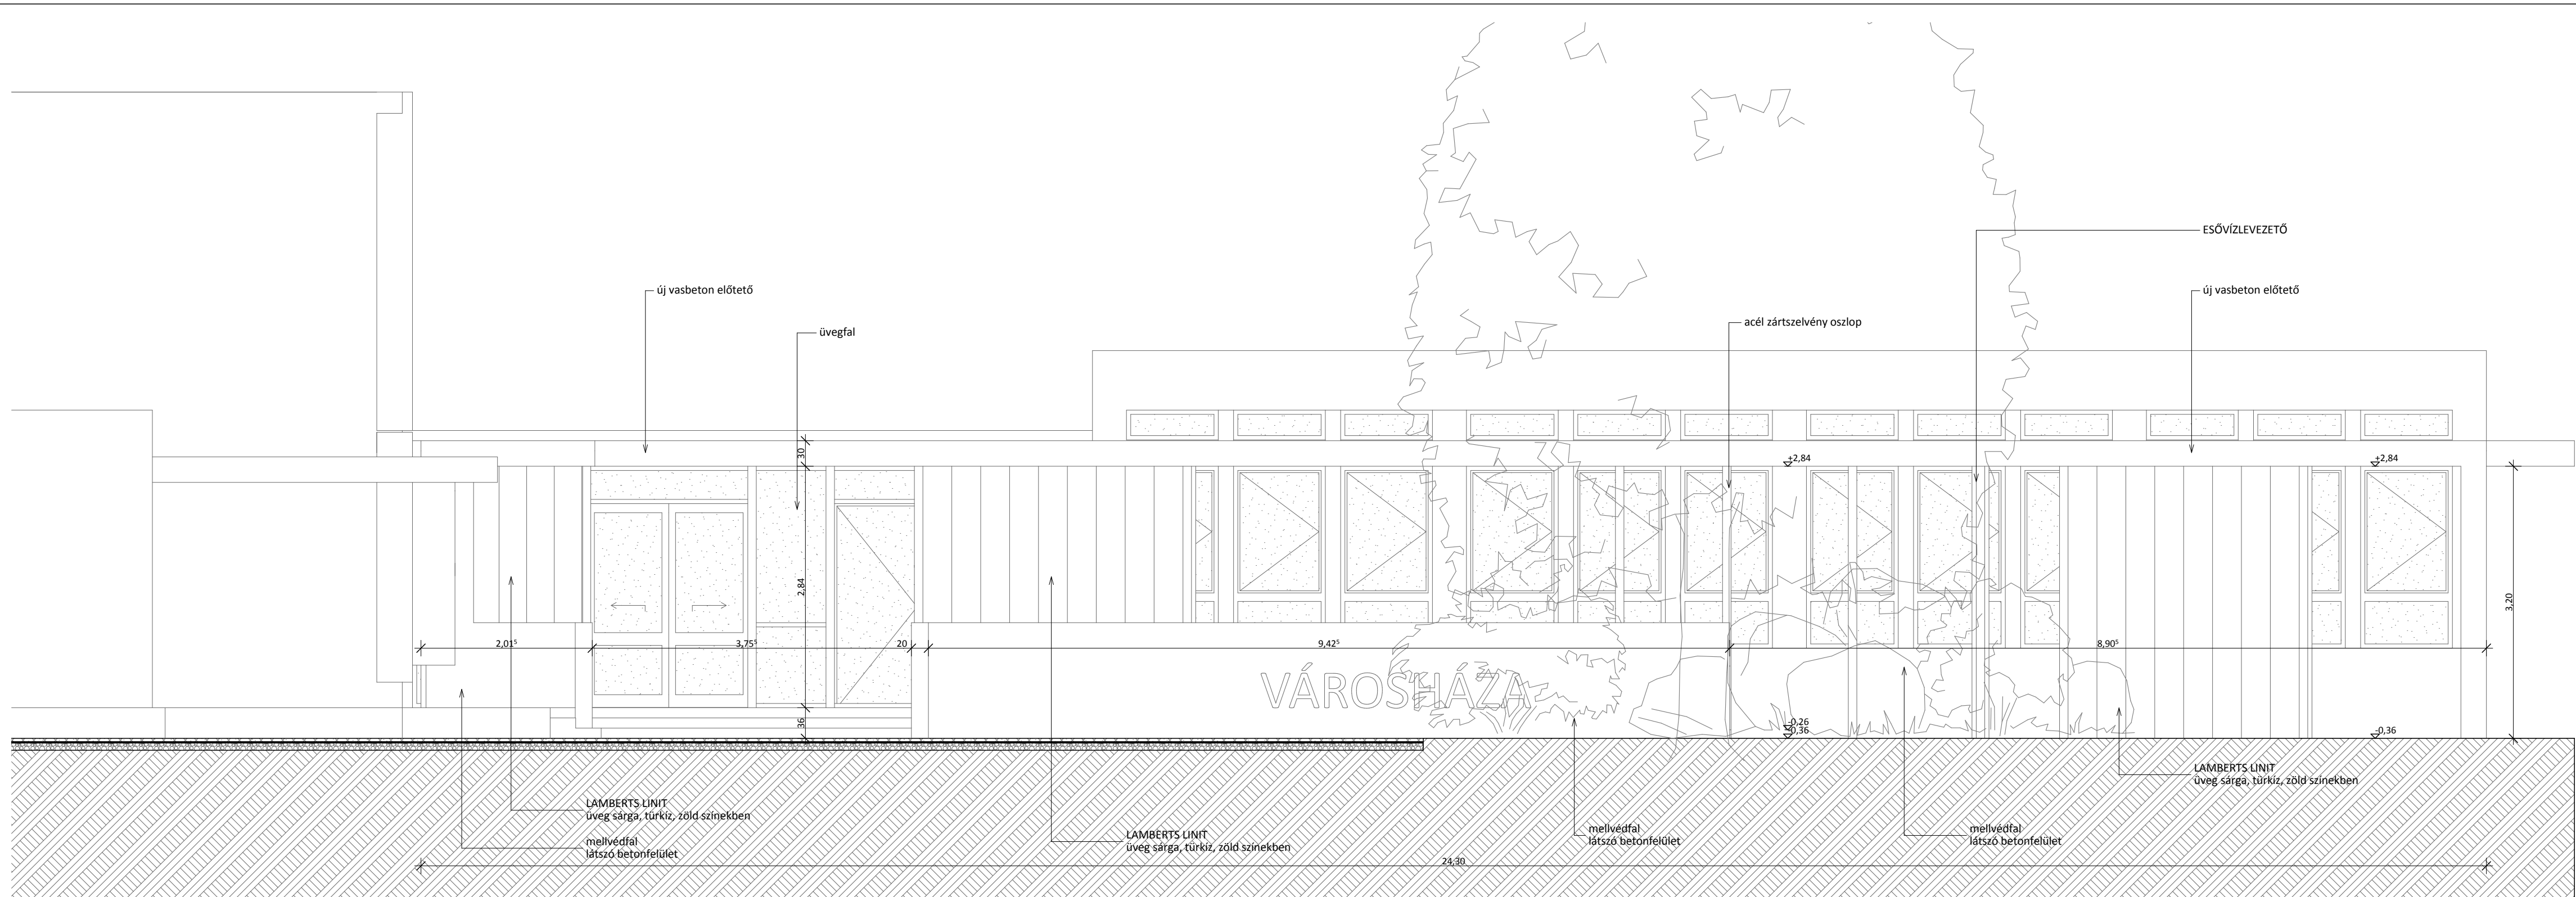 ESŐVÍZLEVEZETŐ
új vasbeton előtető
új vasbeton előtető
acél zártszelvény oszlop
üvegfal
30
+2,84
+2,84
2,84
3,20
2,01⁵
3,75⁵
20
9,42⁵
8,90⁵
VÁROSHÁZA
36
-0,26
-0,36
-0,36
LAMBERTS LINIT
üveg sárga, türkíz, zöld színekben
LAMBERTS LINIT
üveg sárga, türkíz, zöld színekben
mellvédfal
látszó betonfelület
LAMBERTS LINIT
üveg sárga, türkíz, zöld színekben
mellvédfal
látszó betonfelület
mellvédfal
látszó betonfelület
24,30